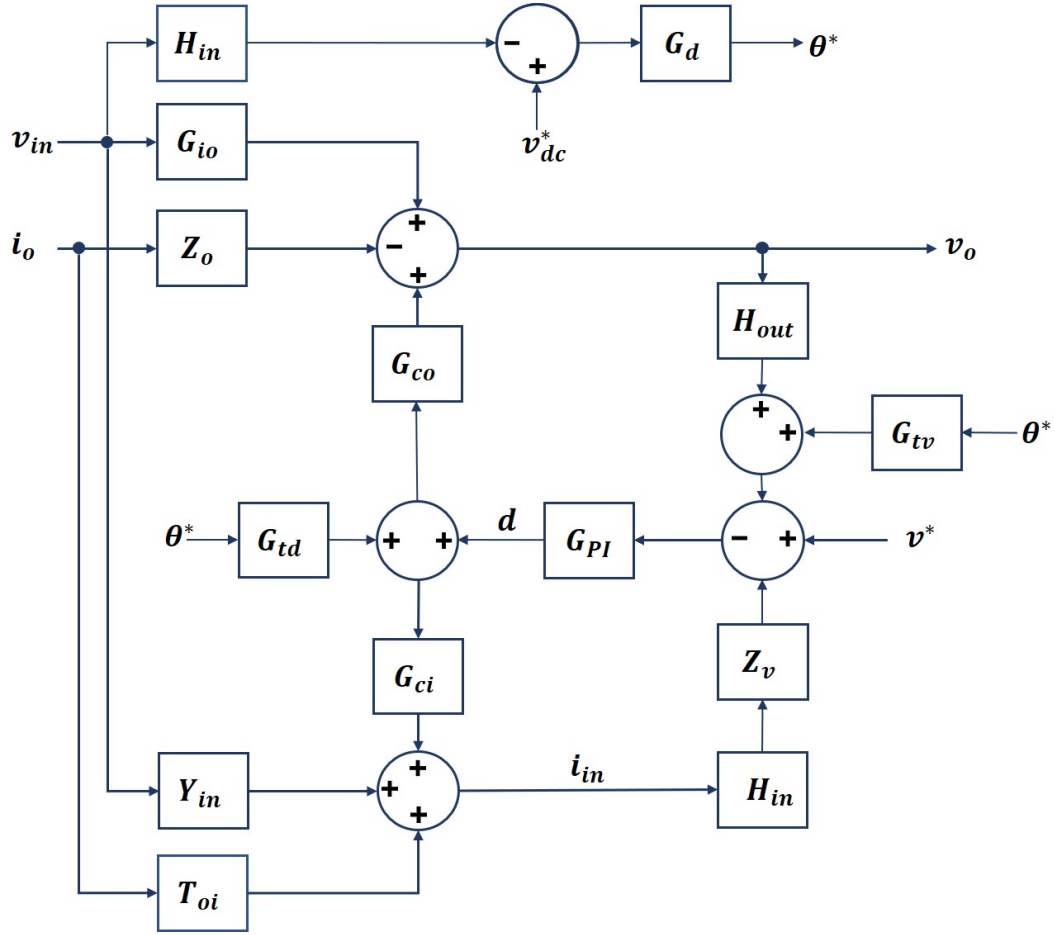 H_in
−
+
G_d
θ*
v*_dc
v_in
G_io
i_o
Z_o
+
−
+
v_o
H_out
G_co
+
+
G_tv
θ*
θ*
G_td
+
+
d
G_PI
−
+
v*
G_ci
Z_v
Y_in
+
+
+
i_in
H_in
T_oi